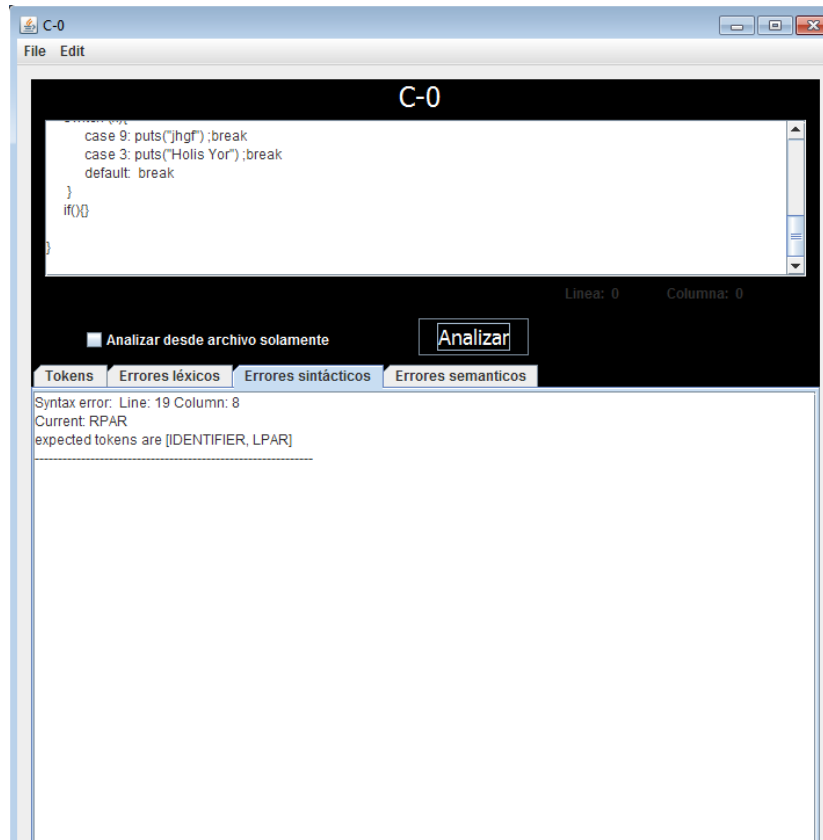 C-0
File Edit
C-0
case 9: puts("jhgf") ;break
case 3: puts("Holis Yor") ;break
default: break
}
if(){}
}
Linea: 0 Columna: 0
Analizar desde archivo solamente
Analizar
Tokens Errores léxicos Errores sintácticos Errores semanticos
Syntax error: Line: 19 Column: 8
Current: RPAR
expected tokens are [IDENTIFIER, LPAR]
------------------------------------------------------------